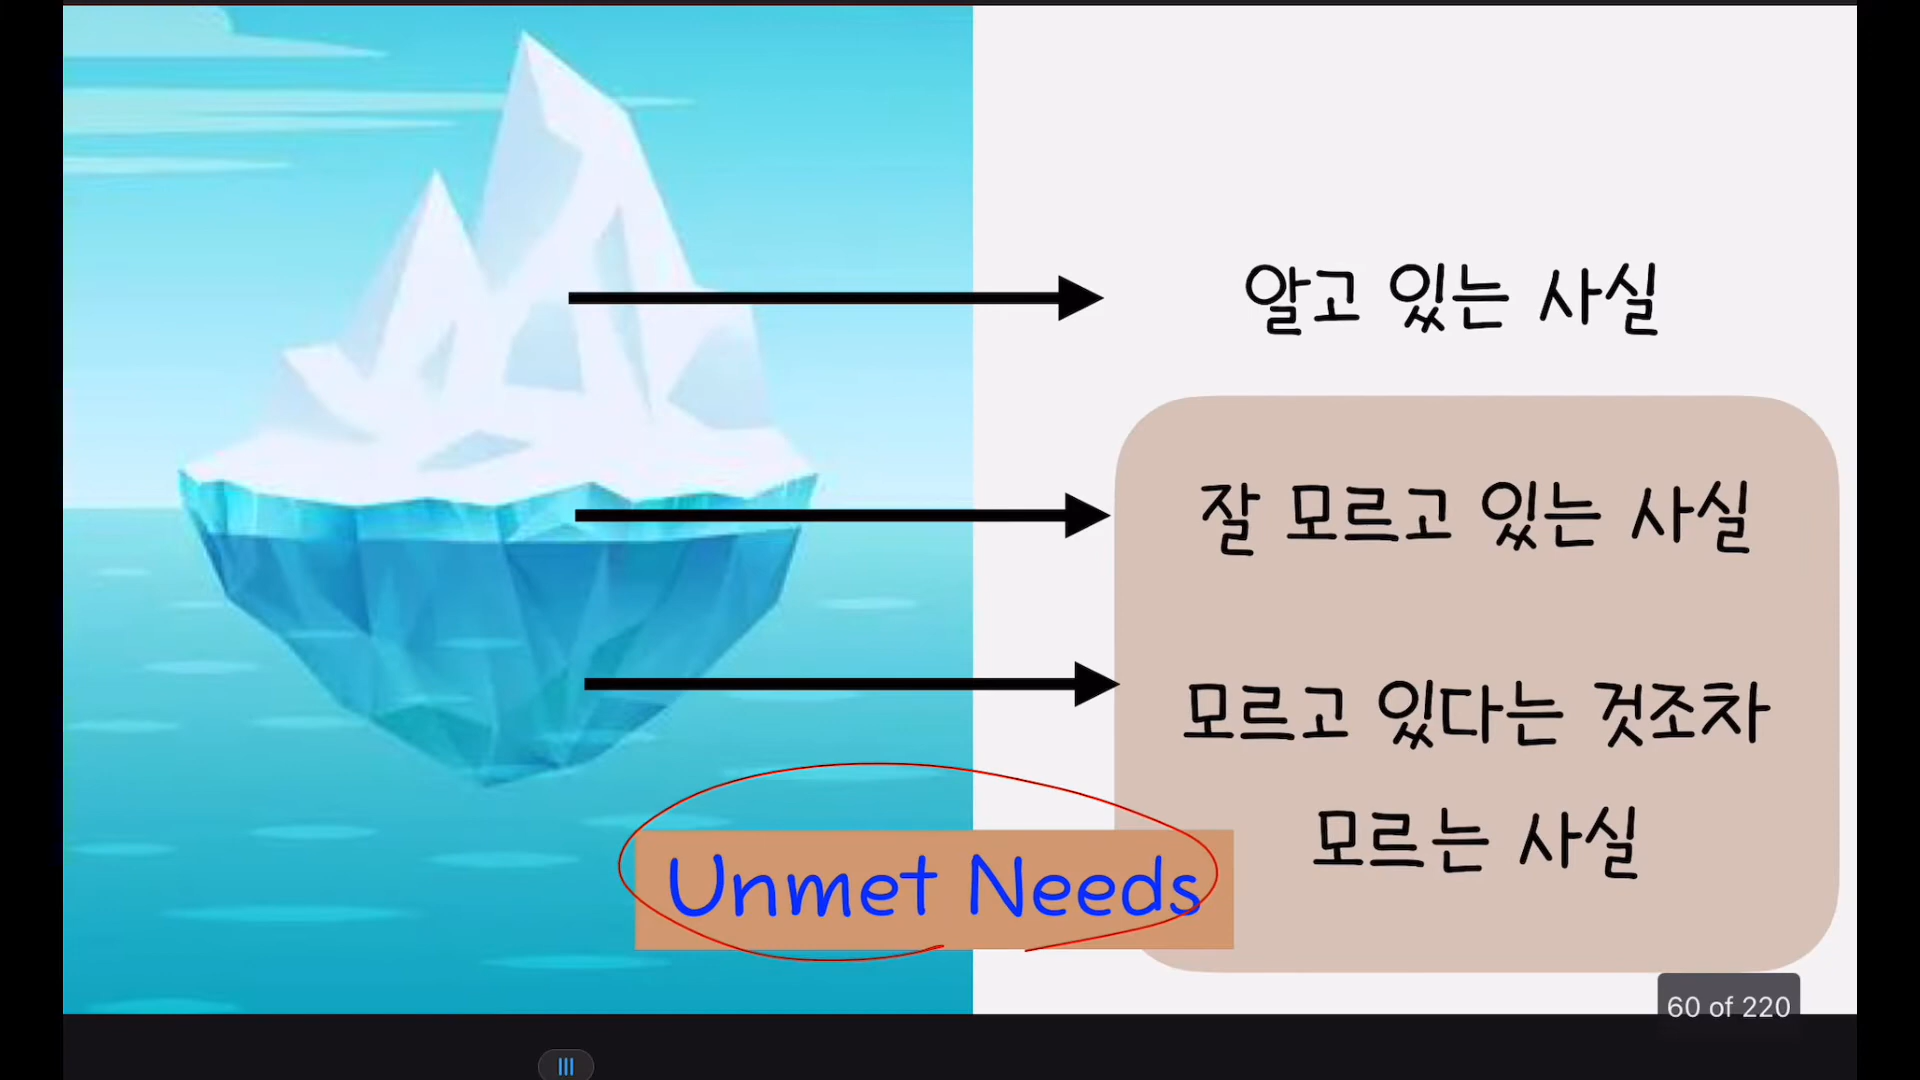 알고 있는 사실
잘 모르고 있는 사실
모르고 있다는 것조차
모르는 사실
Unmet Needs
60 of 220